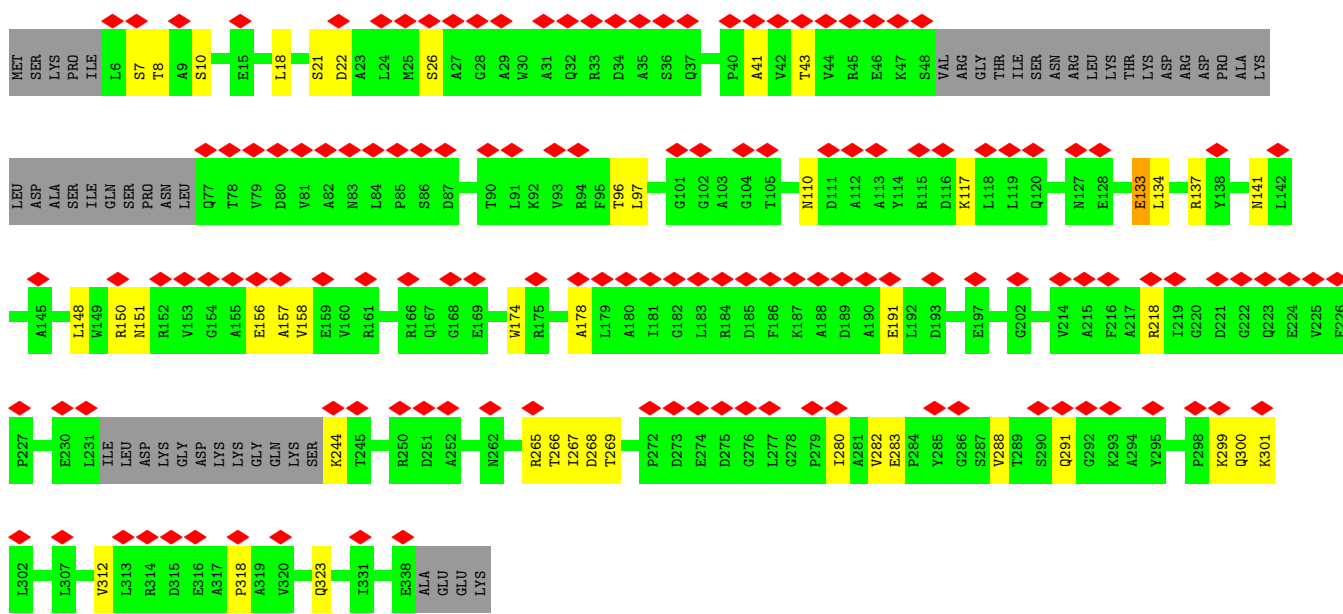 MET SER LYS PRO ILE L6 S7 T8 A9 S10 E15 L18 S21 D22 A23 L24 M25 S26 A27 G28 A29 W30 A31 Q32 R33 D34 A35 S36 Q37 P40 A41 V42 T43 V44 R45 E46 K47 S48 VAL ARG GLY THR ILE SER ASN ARG LEU LYS THR LYS ASP ARG ASP PRO ALA LYS
LEU ASP ALA SER ILE GLN SER PRO ASN LEU Q77 T78 V79 D80 V81 A82 N83 L84 P85 S86 D87 T90 L91 K92 V93 R94 F95 T96 L97 G101 G102 A103 G104 T105 N110 D111 A112 A113 Y114 R115 D116 K117 L118 L119 Q120 N127 E128 E133 L134 R137 Y138 N141 L142
A145 L148 W149 R150 N151 R152 V153 G154 A155 E156 A157 V158 E159 V160 R161 R166 Q167 G168 E169 W174 R175 A178 L179 A180 I181 G182 L183 R184 D185 F186 K187 A188 D189 A190 E191 L192 D193 E197 G202 V214 A215 F216 A217 R218 I219 G220 D221 G222 Q223 E224 V225 F226
P227 E230 L231 ILE LEU ASP LYS GLY ASP LYS LYS GLY GLN LYS SER K244 T245 R250 D251 A252 N262 R265 T266 I267 D268 T269 P272 D273 E274 D275 G276 L277 G278 P279 I280 A281 V282 E283 P284 Y285 G286 S287 V288 T289 S290 Q291 G292 K293 A294 Y295 P298 K299 Q300 K301
L302 L307 V312 L313 R314 D315 E316 A317 P318 A319 V320 Q323 I331 E338 ALA GLU GLU LYS